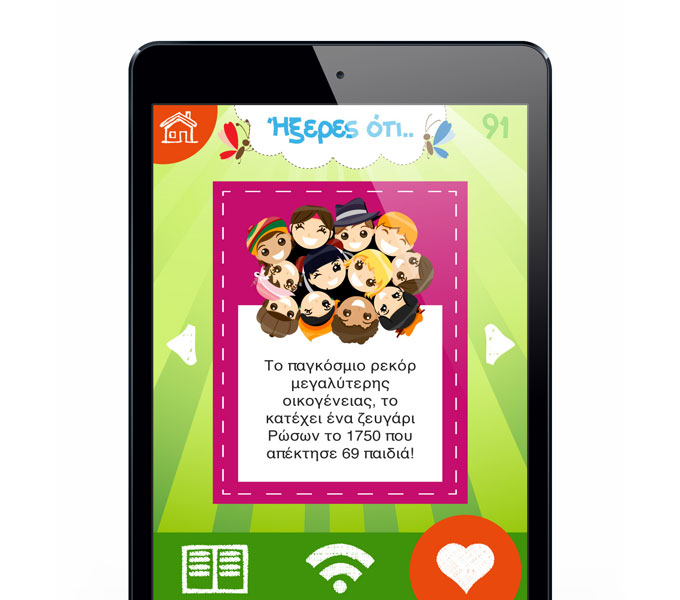 Ήξερες ότι..
91
Το παγκόσμιο ρεκόρ
μεγαλύτερης
οικογένειας, το
κατέχει ένα ζευγάρι
Ρώσων το 1750 που
απέκτησε 69 παιδιά!